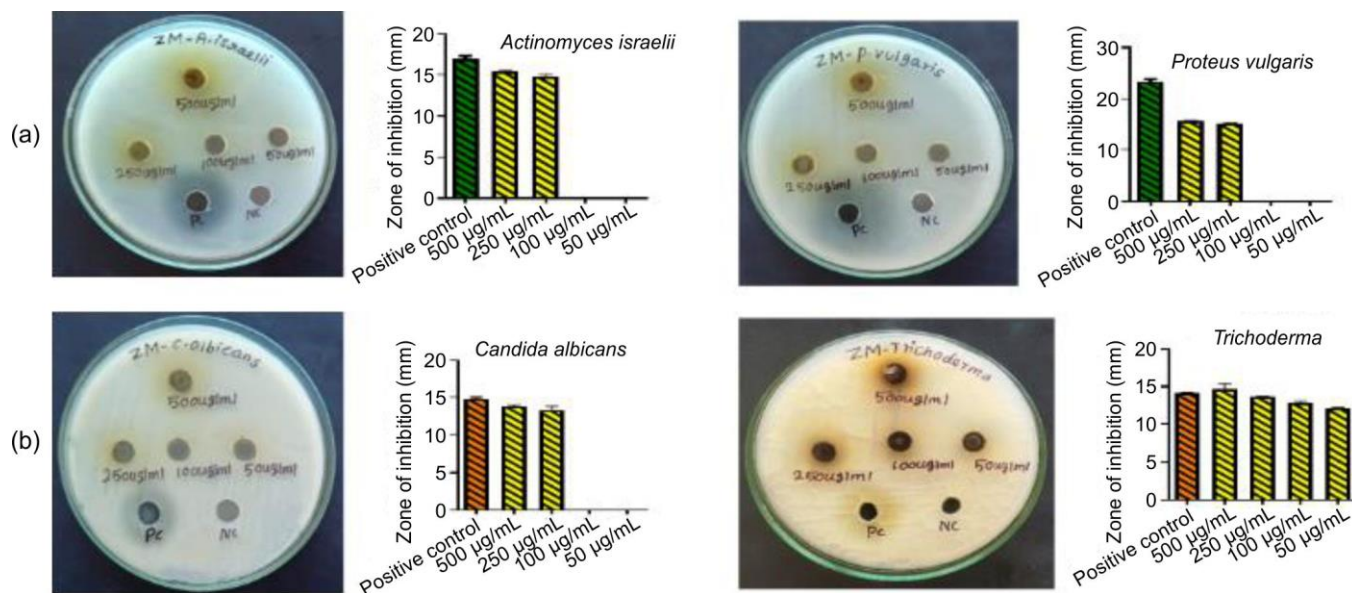 (a)
ZM-A.israelii
500ug/ml
250ug/ml
100ug/ml
50ug/ml
PC
NC
Zone of inhibition (mm)
20
15
10
5
0
Actinomyces israelii
Positive control
500 µg/mL
250 µg/mL
100 µg/mL
50 µg/mL
ZM-P.vulgaris
500ug/ml
250ug/ml
100ug/ml
50ug/ml
PC
NC
Zone of inhibition (mm)
30
20
10
0
Proteus vulgaris
Positive control
500 µg/mL
250 µg/mL
100 µg/mL
50 µg/mL
(b)
ZM-C.albicans
500ug/ml
250ug/ml
100ug/ml
50ug/ml
PC
NC
Zone of inhibition (mm)
20
15
10
5
0
Candida albicans
Positive control
500 µg/mL
250 µg/mL
100 µg/mL
50 µg/mL
ZM-Trichoderma
500ug/ml
250ug/ml
100ug/ml
50ug/ml
PC
NC
Zone of inhibition (mm)
20
15
10
5
0
Trichoderma
Positive control
500 µg/mL
250 µg/mL
100 µg/mL
50 µg/mL